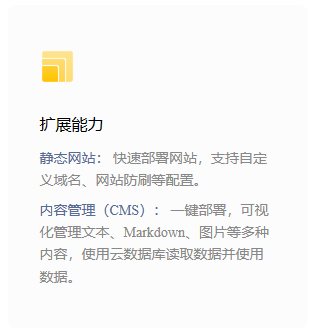 扩展能力
静态网站： 快速部署网站，支持自定
义域名、网站防刷等配置。
内容管理（CMS）： 一键部署，可视
化管理文本、Markdown、图片等多种
内容，使用云数据库读取数据并使用
数据。